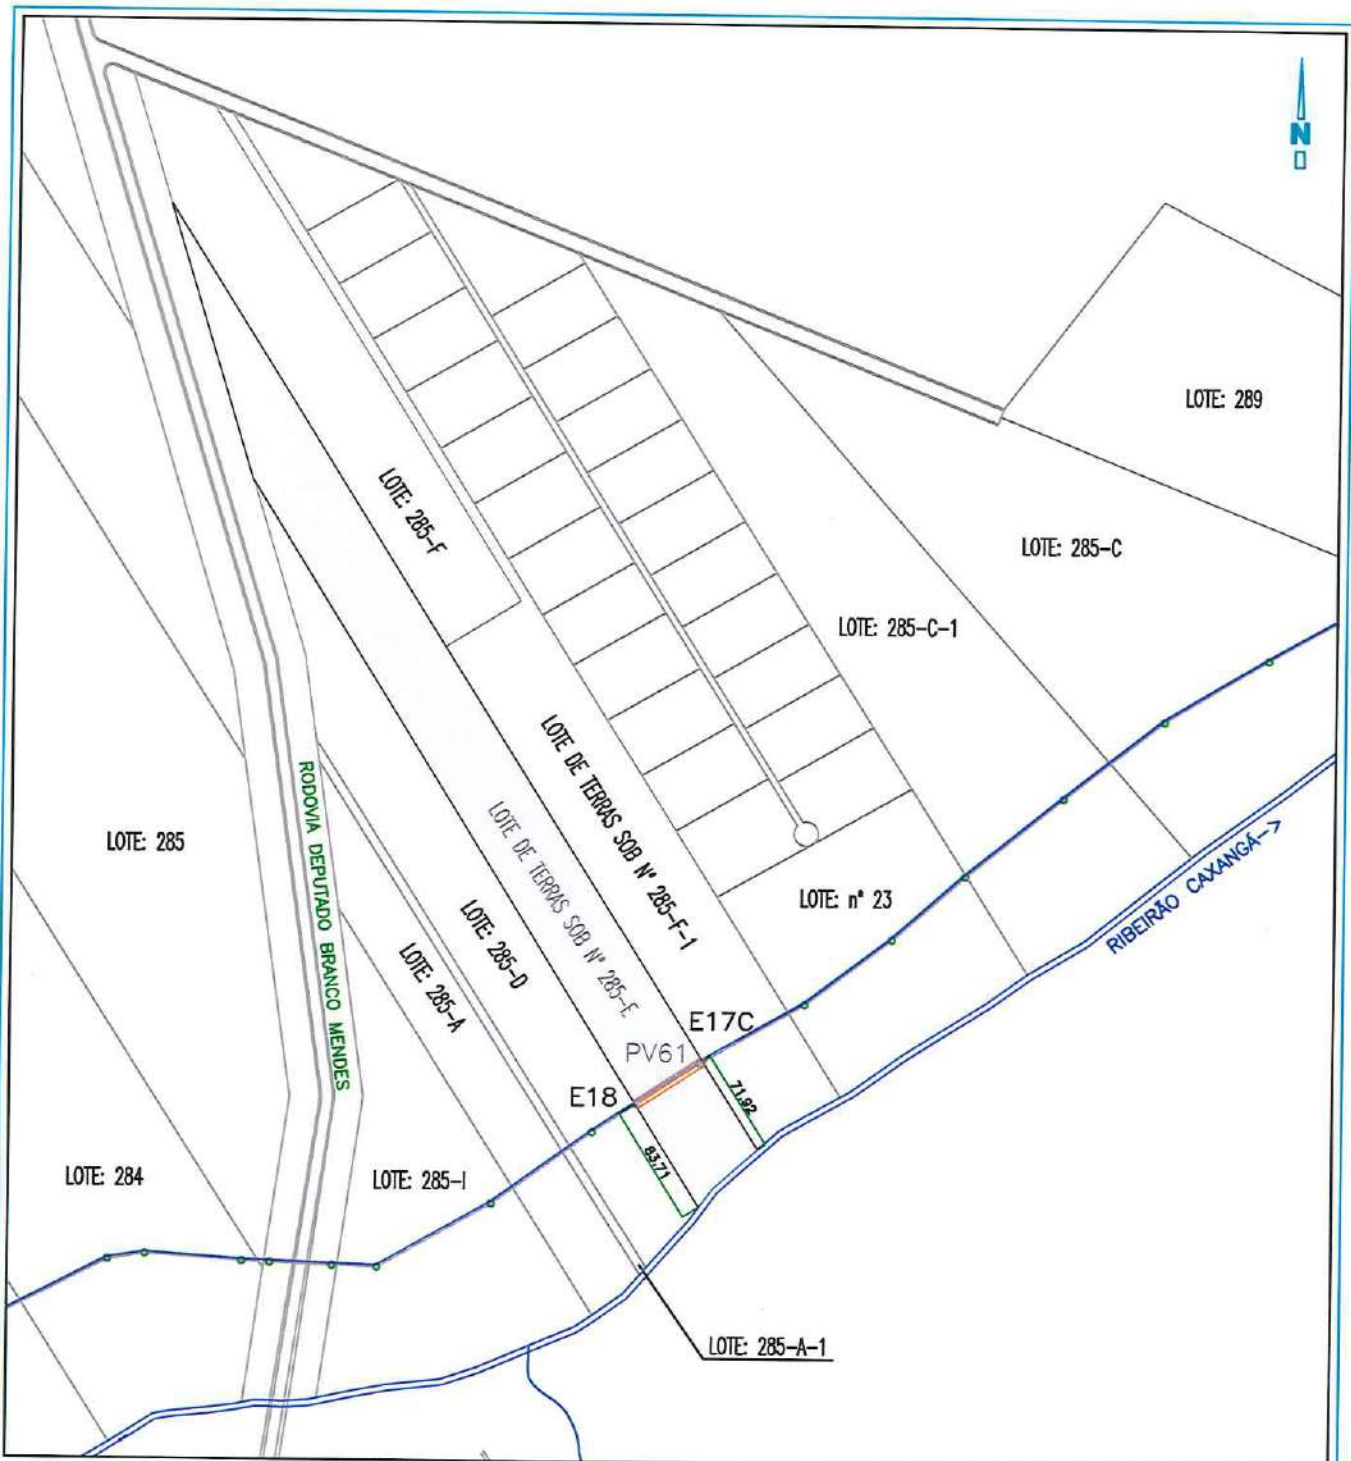 N
LOTE: 289
LOTE: 285-F
LOTE: 285-C
LOTE: 285-C-1
LOTE DE TERRAS SOB Nº 285-F-1
RODOVIA DEPUTADO BRANCO MENDES
LOTE: 285
LOTE DE TERRAS SOB Nº 285-E
LOTE: nº 23
RIBEIRÃO CAXANGÁ-->
LOTE: 285-D
LOTE: 285-A
E17C
PV61
E18
71,92
83,71
LOTE: 284
LOTE: 285-I
LOTE: 285-A-1